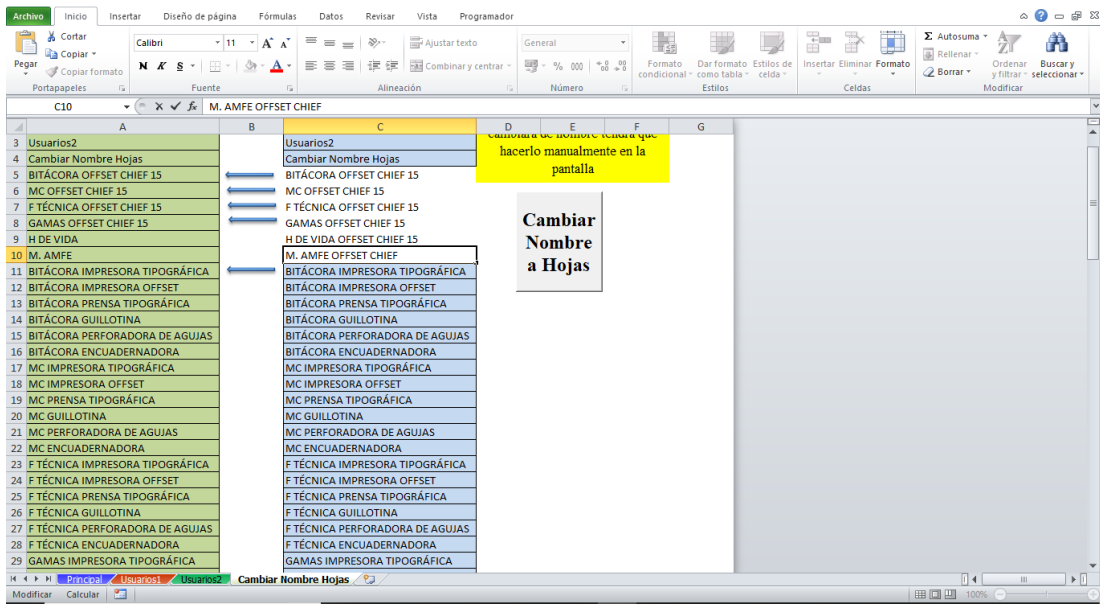 Archivo Inicio Insertar Diseño de página Fórmulas Datos Revisar Vista Programador
Cortar
Copiar
Copiar formato
Pegar
Portapapeles
Calibri 11 A A
N K S A
Fuente
Ajustar texto
Combinar y centrar
Alineación
General
% 000
Número
Formato condicional
Dar formato como tabla
Estilos de celda
Estilos
Insertar Eliminar Formato
Celdas
Σ Autosuma
Rellenar
Borrar
Ordenar y filtrar
Buscar y seleccionar
Modificar
C10 fx M. AMFE OFFSET CHIEF
A B C D E F G
3 Usuarios2 Usuarios2 cambiara de nombre tendrá que
4 Cambiar Nombre Hojas Cambiar Nombre Hojas hacerlo manualmente en la
5 BITÁCORA OFFSET CHIEF 15 BITÁCORA OFFSET CHIEF 15 pantalla
6 MC OFFSET CHIEF 15 MC OFFSET CHIEF 15
7 F TÉCNICA OFFSET CHIEF 15 F TÉCNICA OFFSET CHIEF 15
8 GAMAS OFFSET CHIEF 15 GAMAS OFFSET CHIEF 15 Cambiar
9 H DE VIDA H DE VIDA OFFSET CHIEF 15 Nombre
10 M. AMFE M. AMFE OFFSET CHIEF a Hojas
11 BITÁCORA IMPRESORA TIPOGRÁFICA BITÁCORA IMPRESORA TIPOGRÁFICA
12 BITÁCORA IMPRESORA OFFSET BITÁCORA IMPRESORA OFFSET
13 BITÁCORA PRENSA TIPOGRÁFICA BITÁCORA PRENSA TIPOGRÁFICA
14 BITÁCORA GUILLOTINA BITÁCORA GUILLOTINA
15 BITÁCORA PERFORADORA DE AGUJAS BITÁCORA PERFORADORA DE AGUJAS
16 BITÁCORA ENCUADERNADORA BITÁCORA ENCUADERNADORA
17 MC IMPRESORA TIPOGRÁFICA MC IMPRESORA TIPOGRÁFICA
18 MC IMPRESORA OFFSET MC IMPRESORA OFFSET
19 MC PRENSA TIPOGRÁFICA MC PRENSA TIPOGRÁFICA
20 MC GUILLOTINA MC GUILLOTINA
21 MC PERFORADORA DE AGUJAS MC PERFORADORA DE AGUJAS
22 MC ENCUADERNADORA MC ENCUADERNADORA
23 F TÉCNICA IMPRESORA TIPOGRÁFICA F TÉCNICA IMPRESORA TIPOGRÁFICA
24 F TÉCNICA IMPRESORA OFFSET F TÉCNICA IMPRESORA OFFSET
25 F TÉCNICA PRENSA TIPOGRÁFICA F TÉCNICA PRENSA TIPOGRÁFICA
26 F TÉCNICA GUILLOTINA F TÉCNICA GUILLOTINA
27 F TÉCNICA PERFORADORA DE AGUJAS F TÉCNICA PERFORADORA DE AGUJAS
28 F TÉCNICA ENCUADERNADORA F TÉCNICA ENCUADERNADORA
29 GAMAS IMPRESORA TIPOGRÁFICA GAMAS IMPRESORA TIPOGRÁFICA
Principal Usuarios1 Usuarios2 Cambiar Nombre Hojas
Modificar Calcular 100%